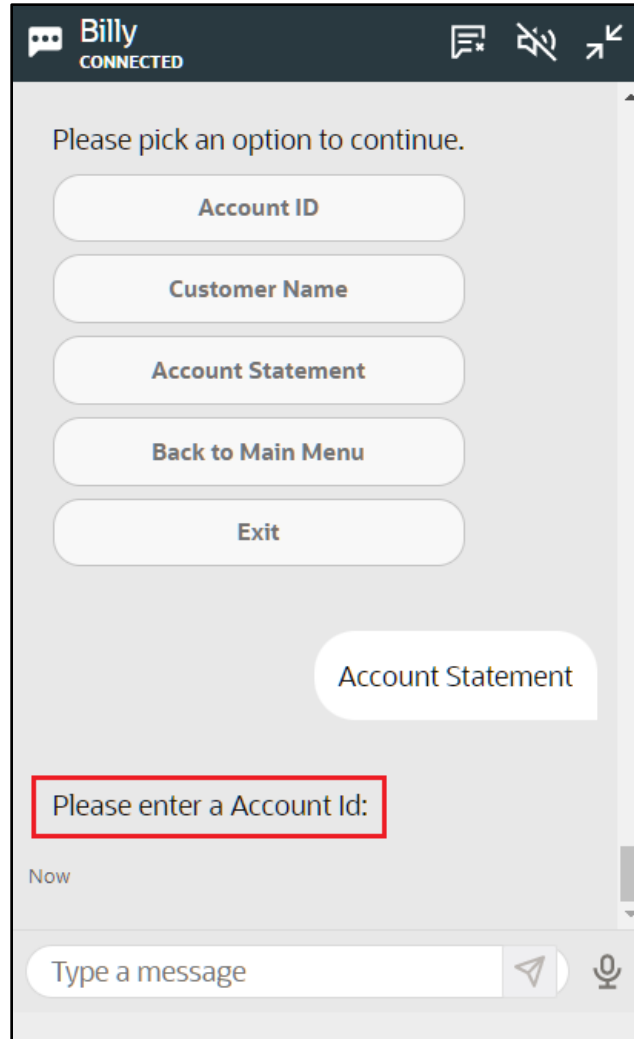 Billy
CONNECTED
Please pick an option to continue.
Account ID
Customer Name
Account Statement
Back to Main Menu
Exit
Account Statement
Please enter a Account Id:
Now
Type a message